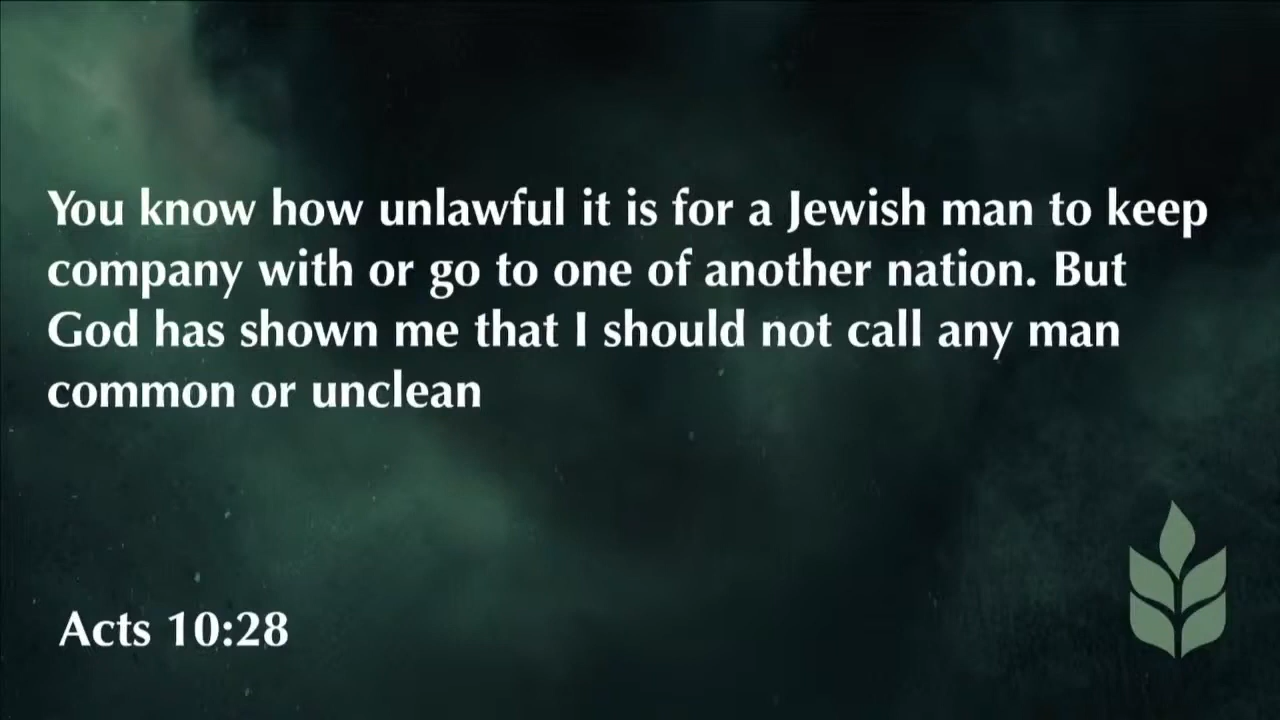 You know how unlawful it is for a Jewish man to keep
company with or go to one of another nation. But
God has shown me that I should not call any man
common or unclean
Acts 10:28